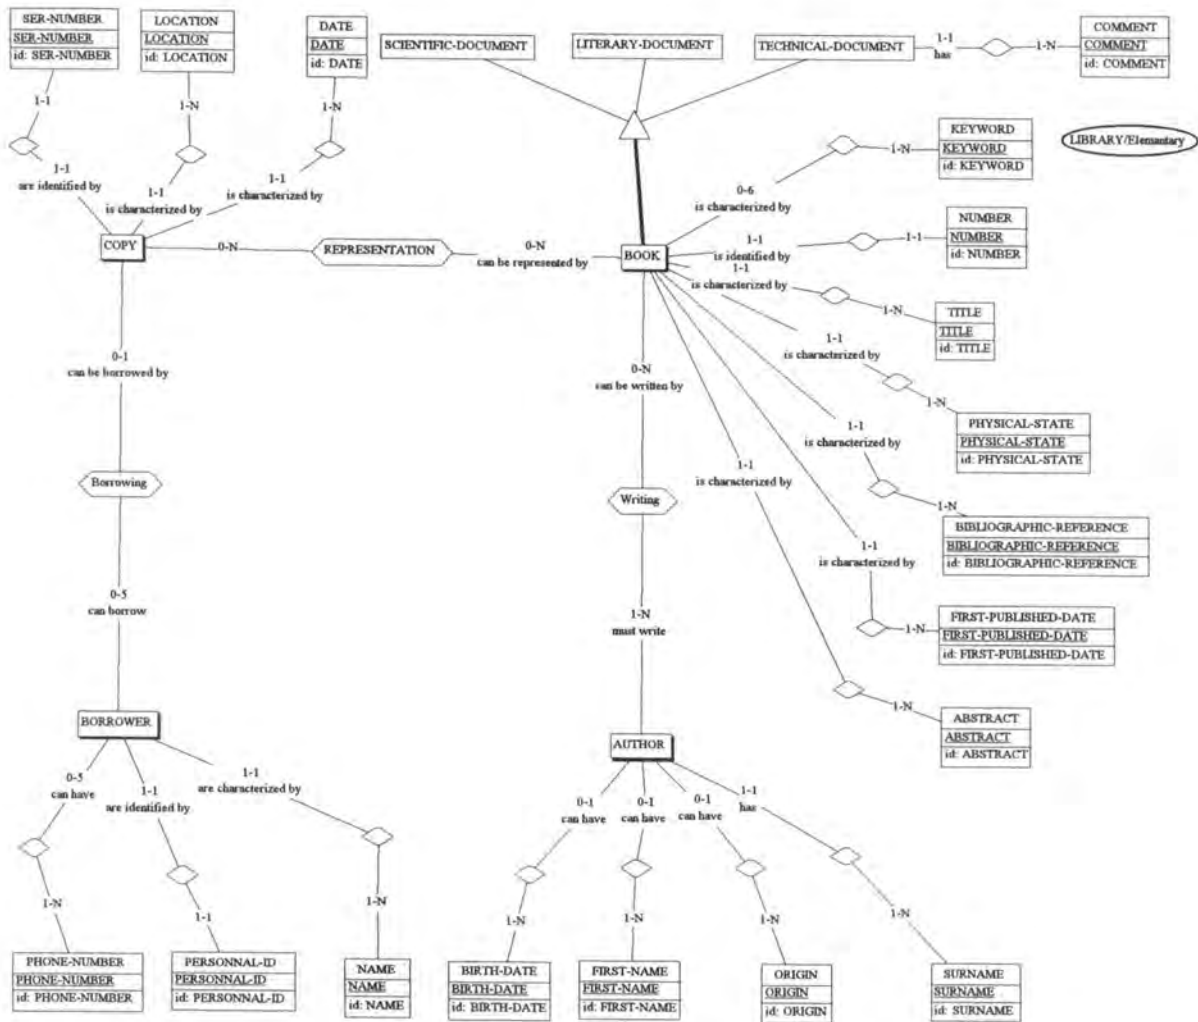 SER-NUMBER
SER-NUMBER
id: SER-NUMBER
LOCATION
LOCATION
id: LOCATION
DATE
DATE
id: DATE
SCIENTIFIC-DOCUMENT
LITERARY-DOCUMENT
TECHNICAL-DOCUMENT
1-1
has
1-N
COMMENT
COMMENT
id: COMMENT
1-1
1-N
1-N
1-1
are identified by
1-1
is characterized by
1-1
is characterized by
KEYWORD
KEYWORD
id: KEYWORD
1-N
0-6
is characterized by
LIBRARY/Elemantary
COPY
0-N
REPRESENTATION
0-N
can be represented by
BOOK
1-1
is identified by
1-1
NUMBER
NUMBER
id: NUMBER
1-1
is characterized by
1-N
TITLE
TITLE
id: TITLE
1-1
is characterized by
1-N
PHYSICAL-STATE
PHYSICAL-STATE
id: PHYSICAL-STATE
0-1
can be borrowed by
0-N
can be written by
1-1
is characterized by
1-N
BIBLIOGRAPHIC-REFERENCE
BIBLIOGRAPHIC-REFERENCE
id: BIBLIOGRAPHIC-REFERENCE
1-1
is characterized by
Borrowing
Writing
1-1
is characterized by
1-N
FIRST-PUBLISHED-DATE
FIRST-PUBLISHED-DATE
id: FIRST-PUBLISHED-DATE
0-5
can borrow
1-N
must write
1-N
ABSTRACT
ABSTRACT
id: ABSTRACT
BORROWER
AUTHOR
0-5
can have
1-1
are identified by
1-1
are characterized by
0-1
can have
0-1
can have
0-1
can have
1-1
has
1-N
1-1
1-N
1-N
1-N
1-N
1-N
PHONE-NUMBER
PHONE-NUMBER
id: PHONE-NUMBER
PERSONNAL-ID
PERSONNAL-ID
id: PERSONNAL-ID
NAME
NAME
id: NAME
BIRTH-DATE
BIRTH-DATE
id: BIRTH-DATE
FIRST-NAME
FIRST-NAME
id: FIRST-NAME
ORIGIN
ORIGIN
id: ORIGIN
SURNAME
SURNAME
id: SURNAME